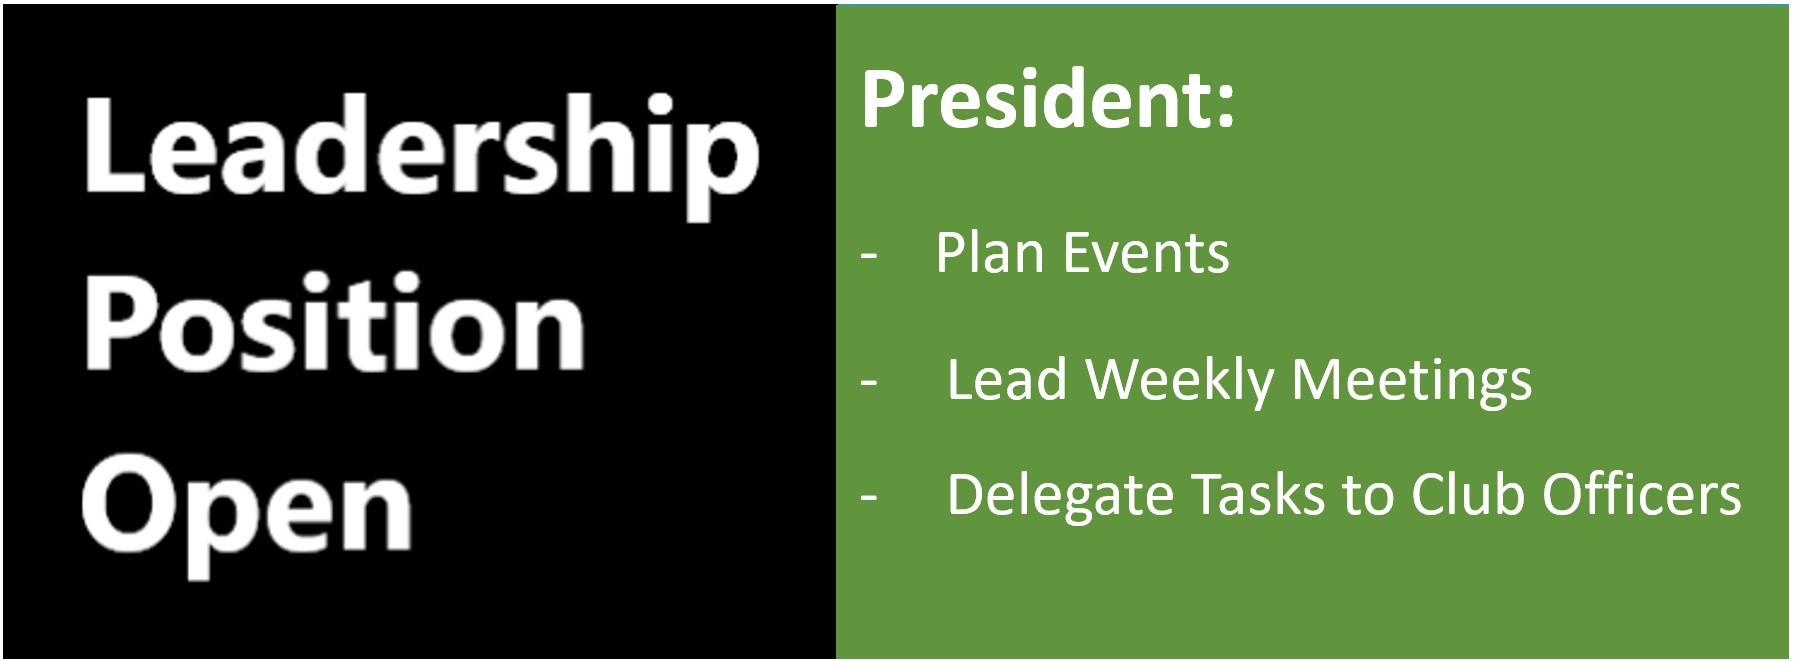 Leadership
Position
Open
President:
- Plan Events
- Lead Weekly Meetings
- Delegate Tasks to Club Officers